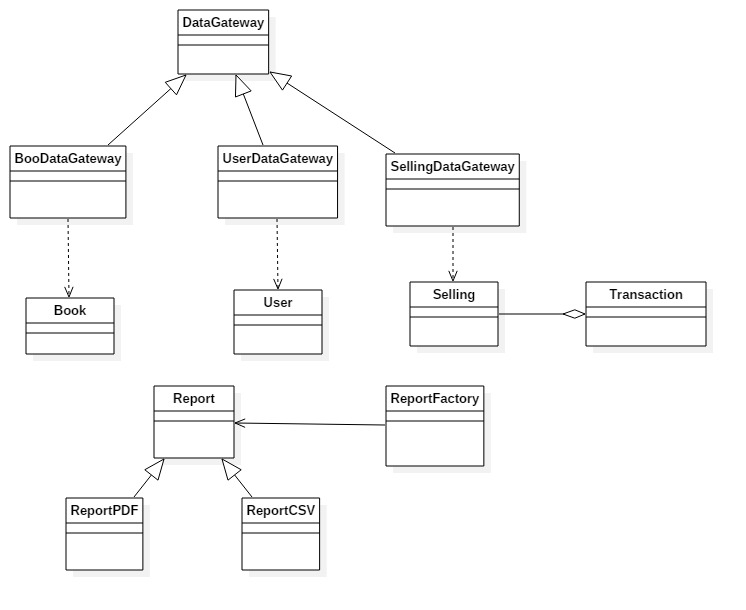 DataGateway
BooDataGateway
UserDataGateway
SellingDataGateway
Book
User
Selling
Transaction
Report
ReportFactory
ReportPDF
ReportCSV